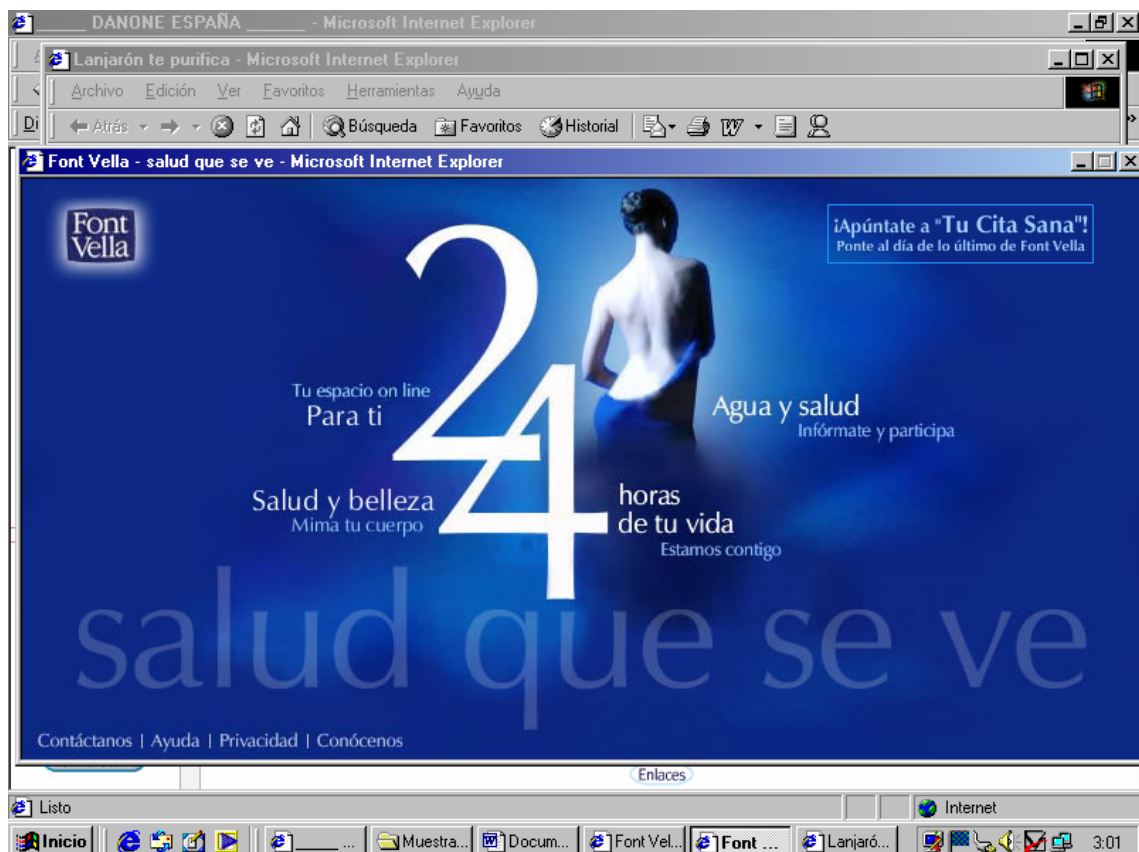 _____ DANONE ESPAÑA ______ - Microsoft Internet Explorer
Lanjarón te purifica - Microsoft Internet Explorer
Archivo Edición Ver Favoritos Herramientas Ayuda
Di
Atrás Búsqueda Favoritos Historial
»
Font Vella - salud que se ve - Microsoft Internet Explorer
Font
Vella
¡Apúntate a "Tu Cita Sana"!
Ponte al día de lo último de Font Vella
24
Tu espacio on line
Para ti
Agua y salud
Infórmate y participa
Salud y belleza
Mima tu cuerpo
horas
de tu vida
Estamos contigo
salud que se ve
Contáctanos | Ayuda | Privacidad | Conócenos
Enlaces
Listo
Internet
Inicio
____ ...
Muestra...
Docum...
Font Vel...
Font ...
Lanjaró...
3:01